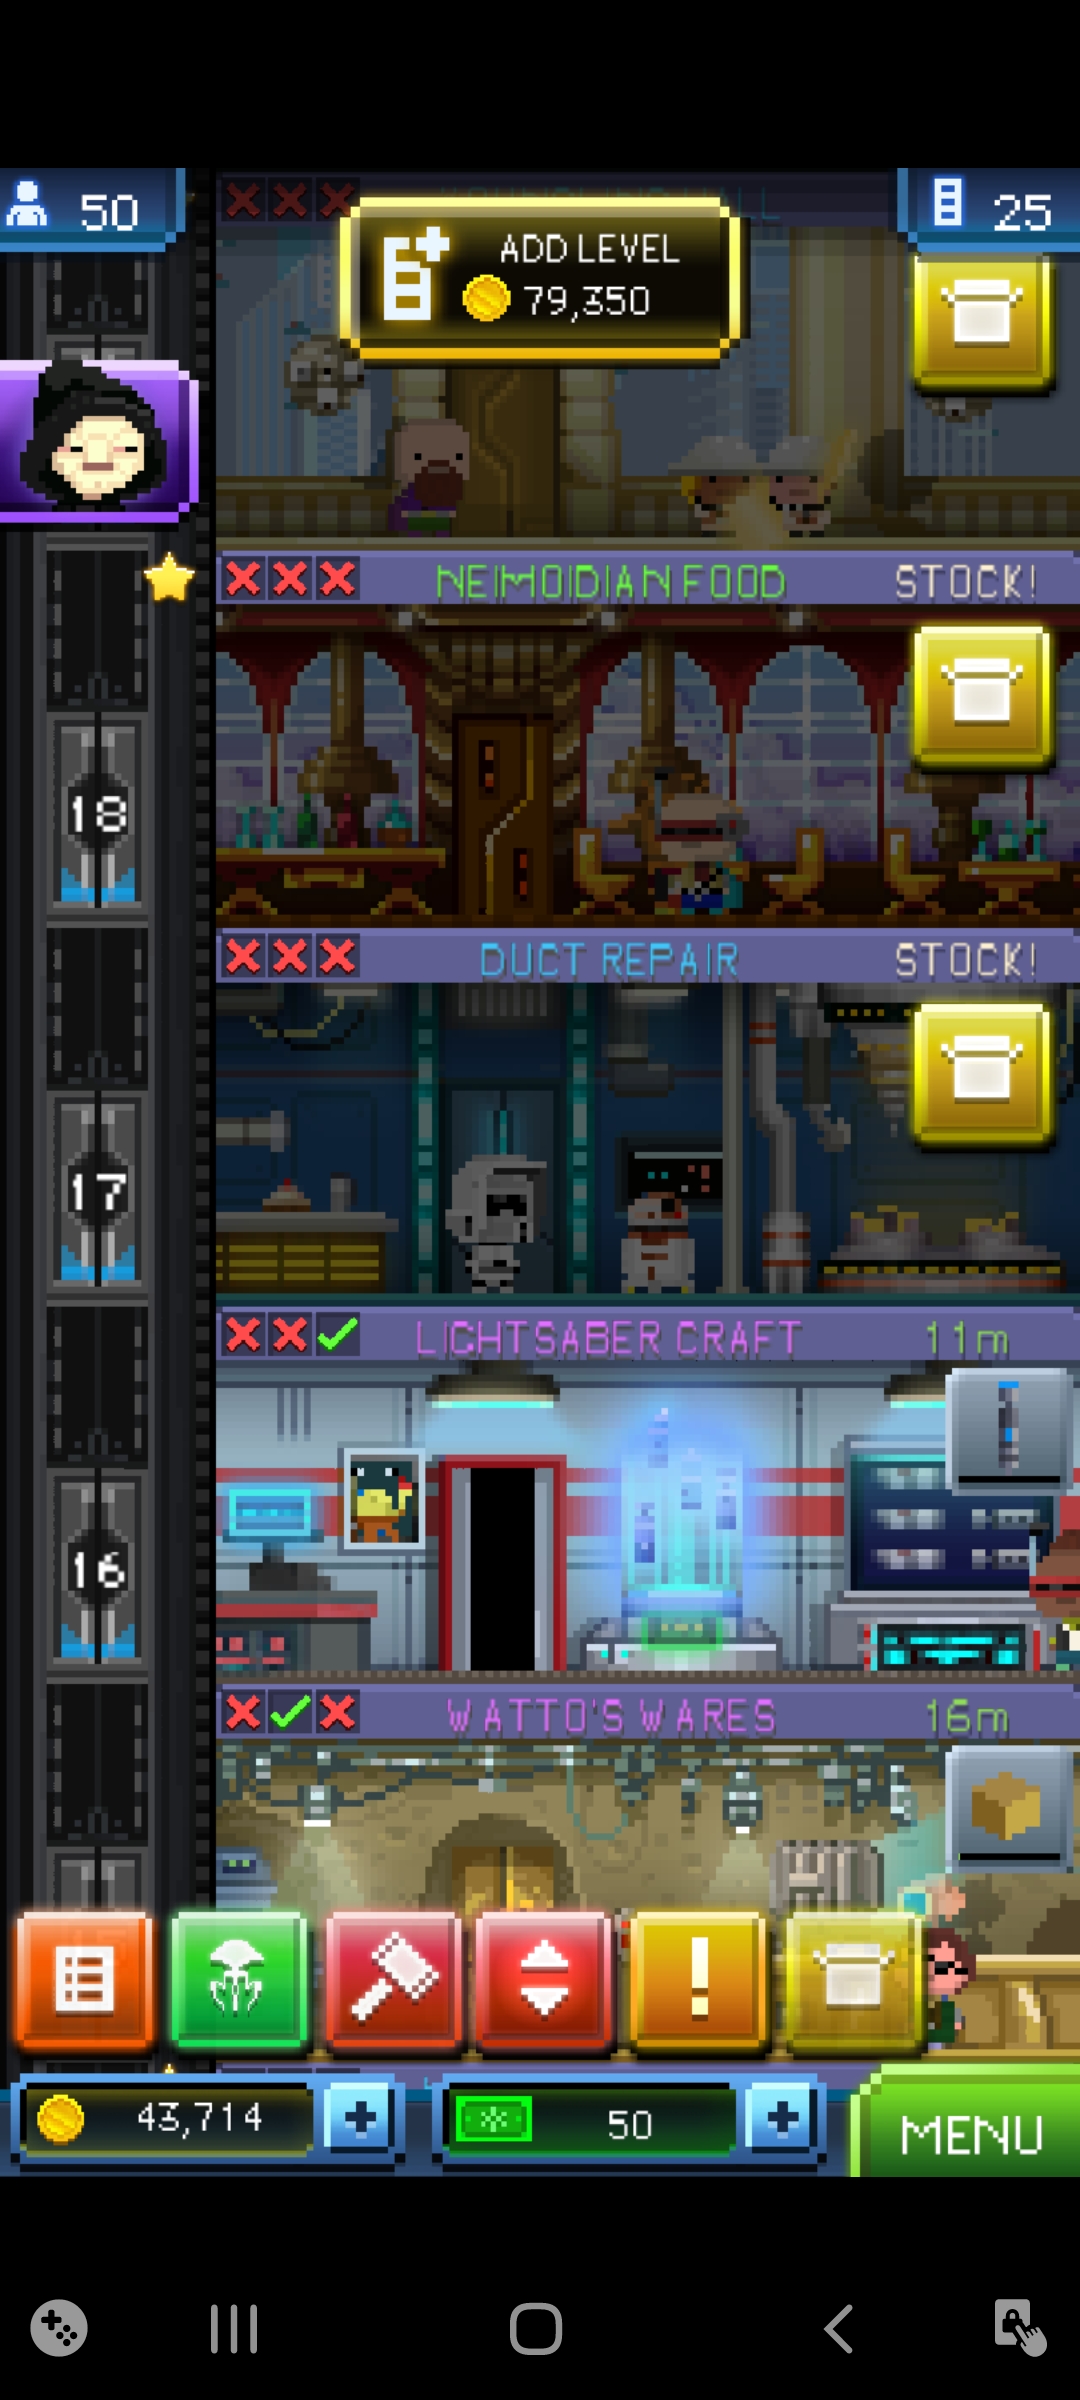 50
25
ADD LEVEL
79,350
NEIMOIDIAN FOOD STOCK!
18
DUCT REPAIR STOCK!
17
LIGHTSABER CRAFT 11m
16
WATTO'S WARES 16m
43,714
50
MENU